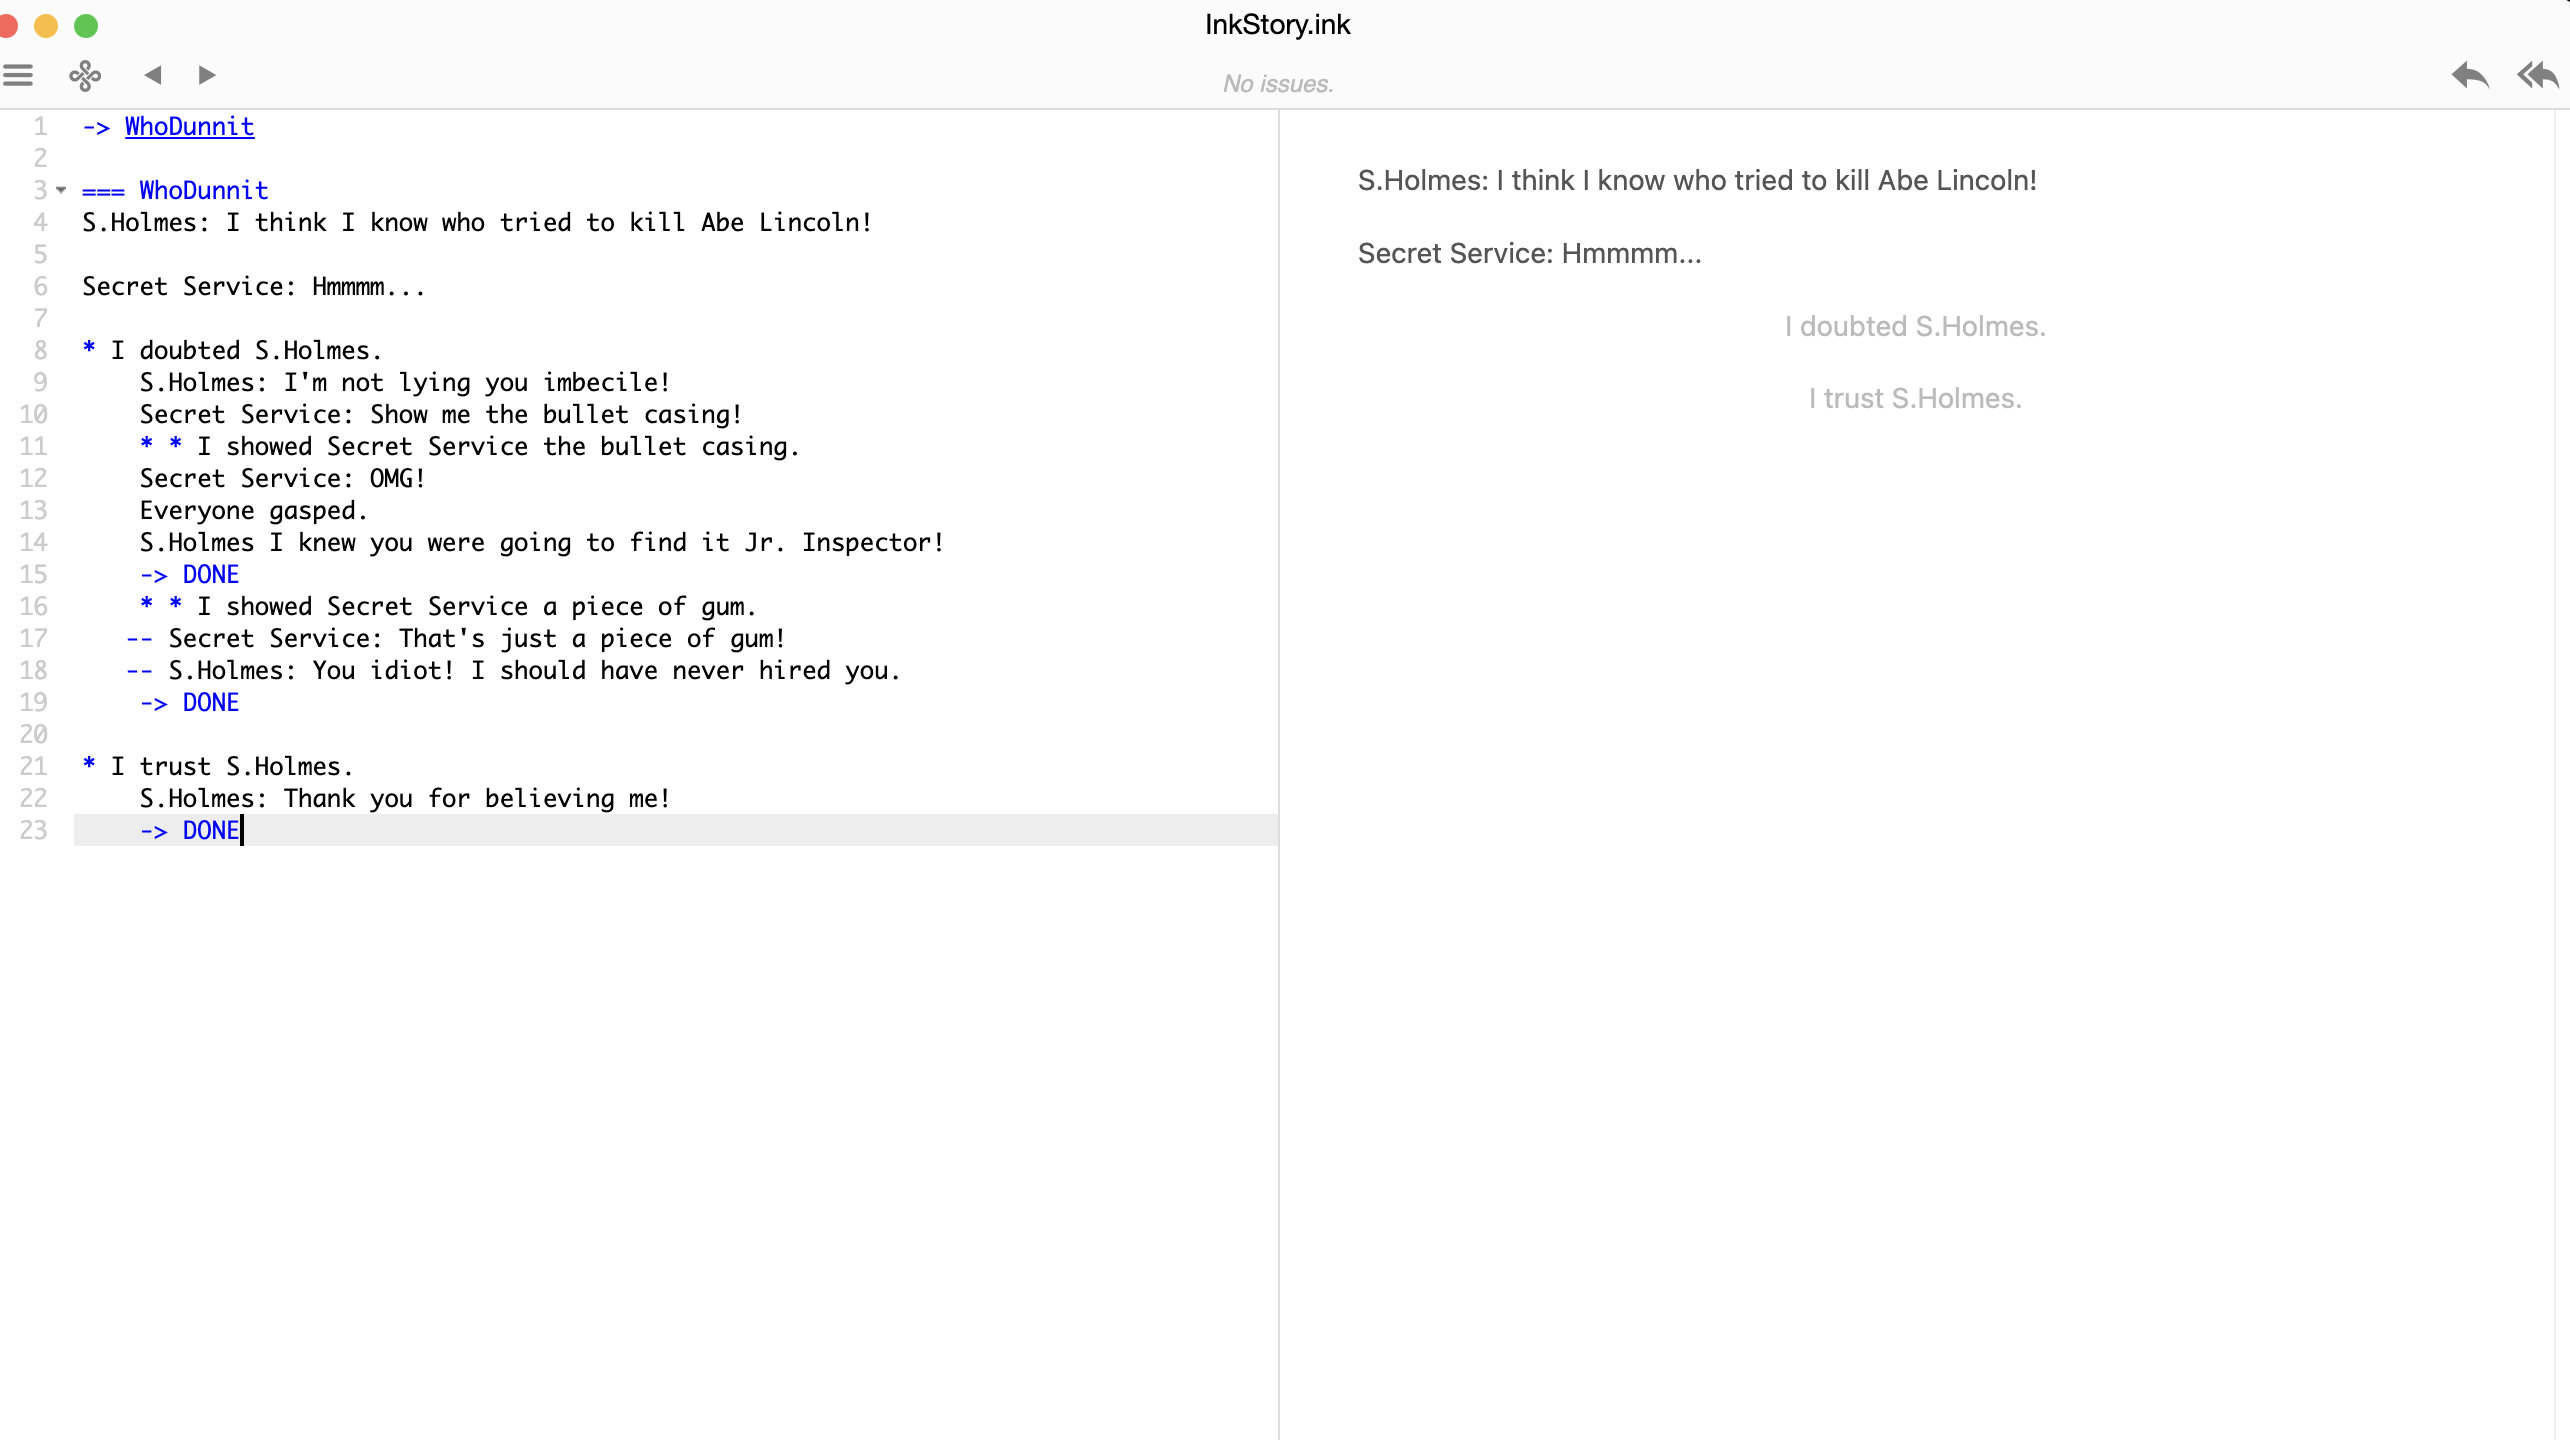 InkStory.ink
No issues.
1 -> WhoDunnit
2
3 === WhoDunnit
4 S.Holmes: I think I know who tried to kill Abe Lincoln!
5
6 Secret Service: Hmmmm...
7
8 * I doubted S.Holmes.
9 S.Holmes: I'm not lying you imbecile!
10 Secret Service: Show me the bullet casing!
11 * * I showed Secret Service the bullet casing.
12 Secret Service: OMG!
13 Everyone gasped.
14 S.Holmes I knew you were going to find it Jr. Inspector!
15 -> DONE
16 * * I showed Secret Service a piece of gum.
17 -- Secret Service: That's just a piece of gum!
18 -- S.Holmes: You idiot! I should have never hired you.
19 -> DONE
20
21 * I trust S.Holmes.
22 S.Holmes: Thank you for believing me!
23 -> DONE
S.Holmes: I think I know who tried to kill Abe Lincoln!
Secret Service: Hmmmm...
I doubted S.Holmes.
I trust S.Holmes.